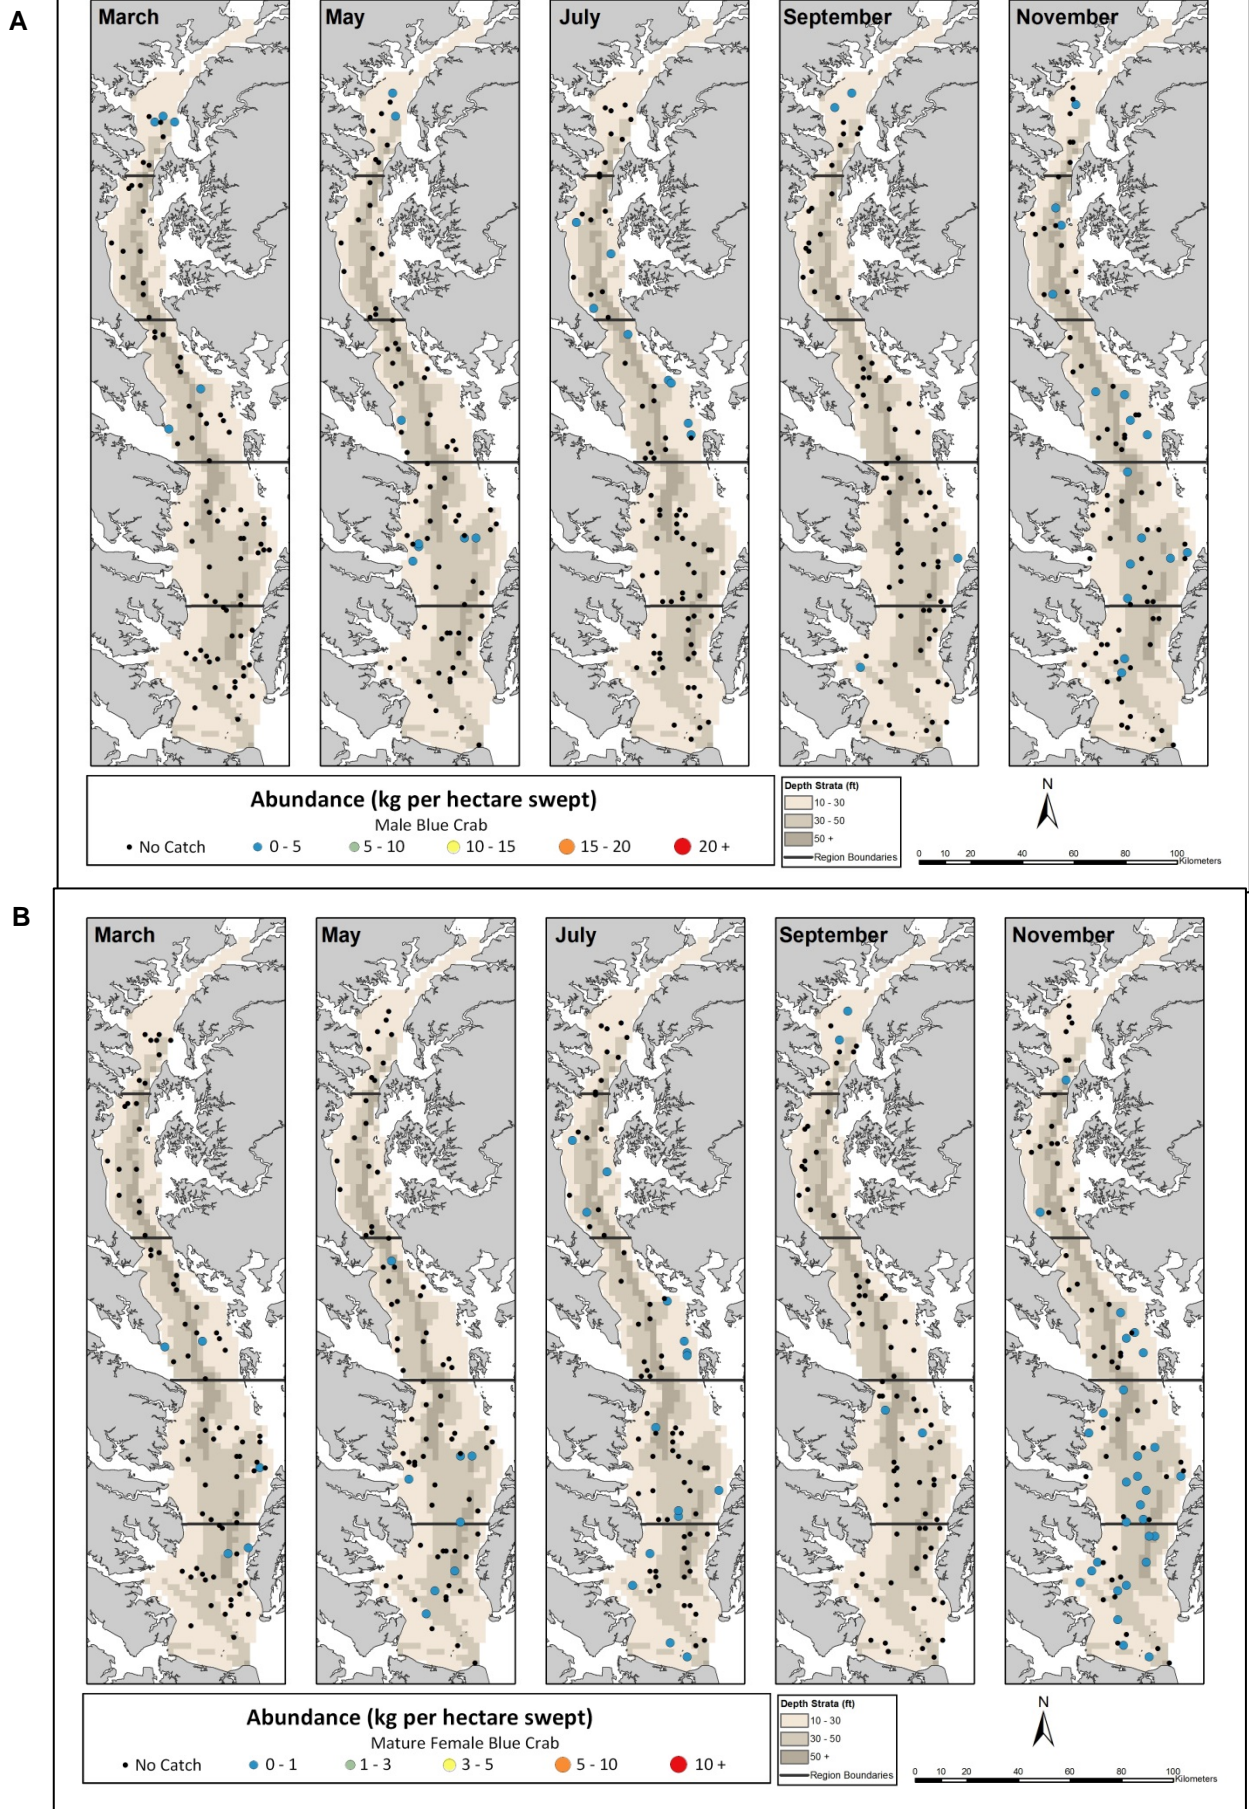 A
March May July September November
Abundance (kg per hectare swept)
Male Blue Crab
No Catch 0 - 5 5 - 10 10 - 15 15 - 20 20 +
Depth Strata (ft)
10 - 30
30 - 50
50 +
Region Boundaries
N
0 10 20 40 60 80 100
Kilometers
B
March May July September November
Abundance (kg per hectare swept)
Mature Female Blue Crab
No Catch 0 - 1 1 - 3 3 - 5 5 - 10 10 +
Depth Strata (ft)
10 - 30
30 - 50
50 +
Region Boundaries
N
0 10 20 40 60 80 100
Kilometers